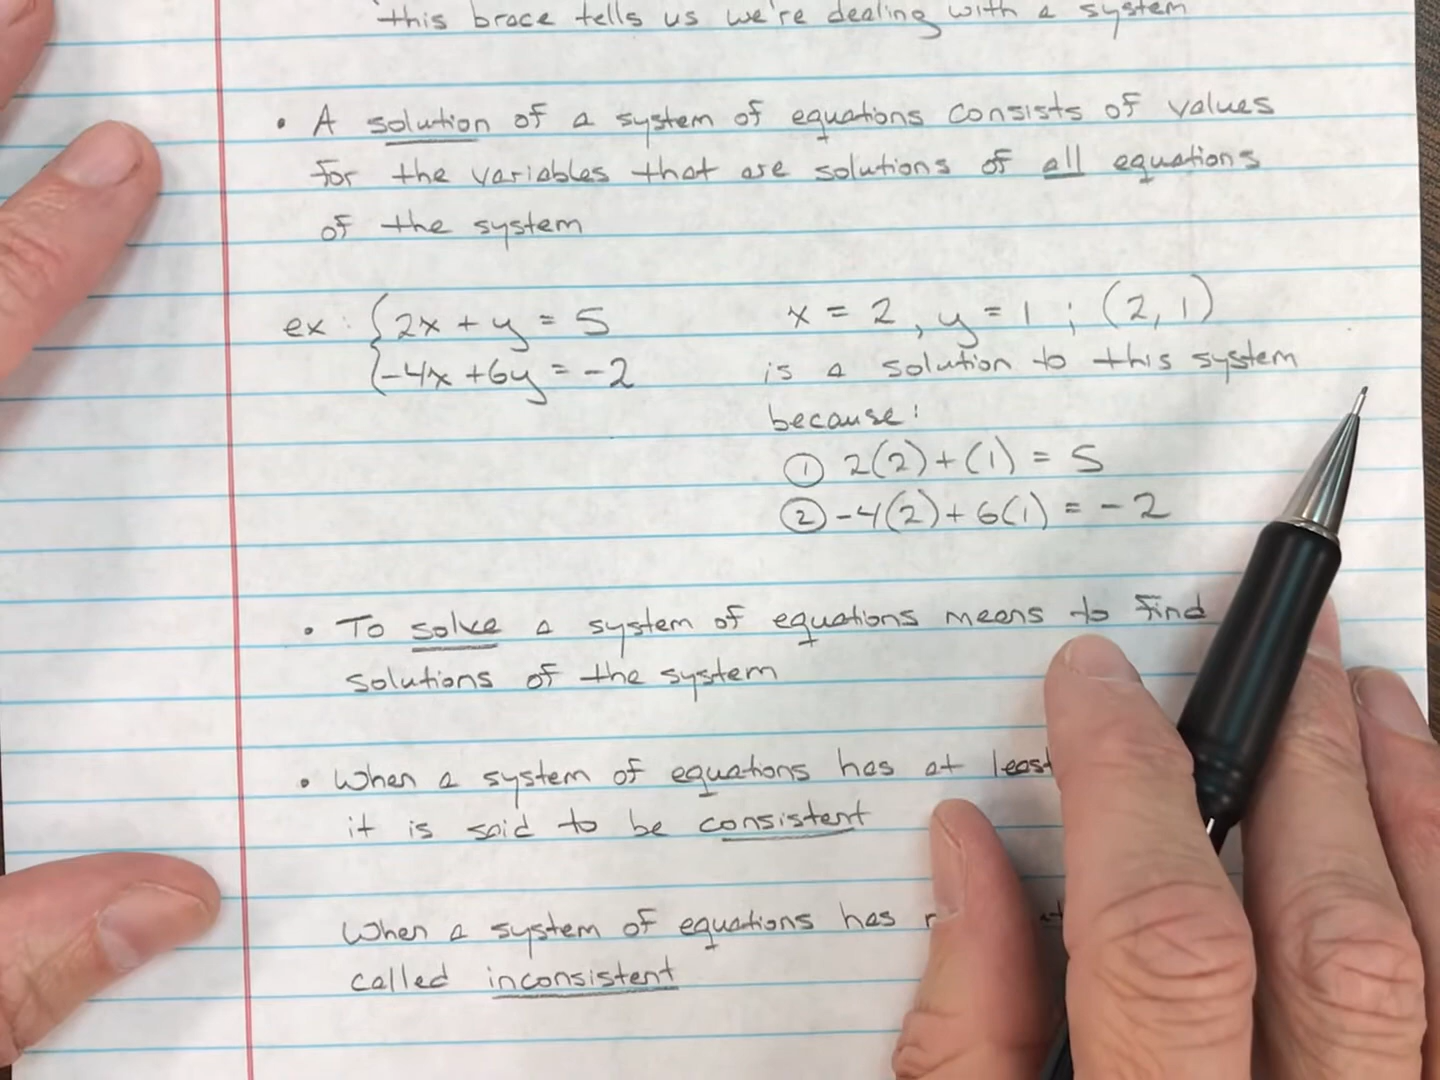 this brace tells us we're dealing with a system
• A solution of a system of equations consists of values
for the variables that are solutions of all equations
of the system
ex: { 2x + y = 5
-4x + 6y = -2
x = 2, y = 1 ; (2, 1)
is a solution to this system
because:
① 2(2) + (1) = 5
② -4(2) + 6(1) = -2
• To solve a system of equations means to find
solutions of the system
• When a system of equations has at least
it is said to be consistent
When a system of equations has
called inconsistent